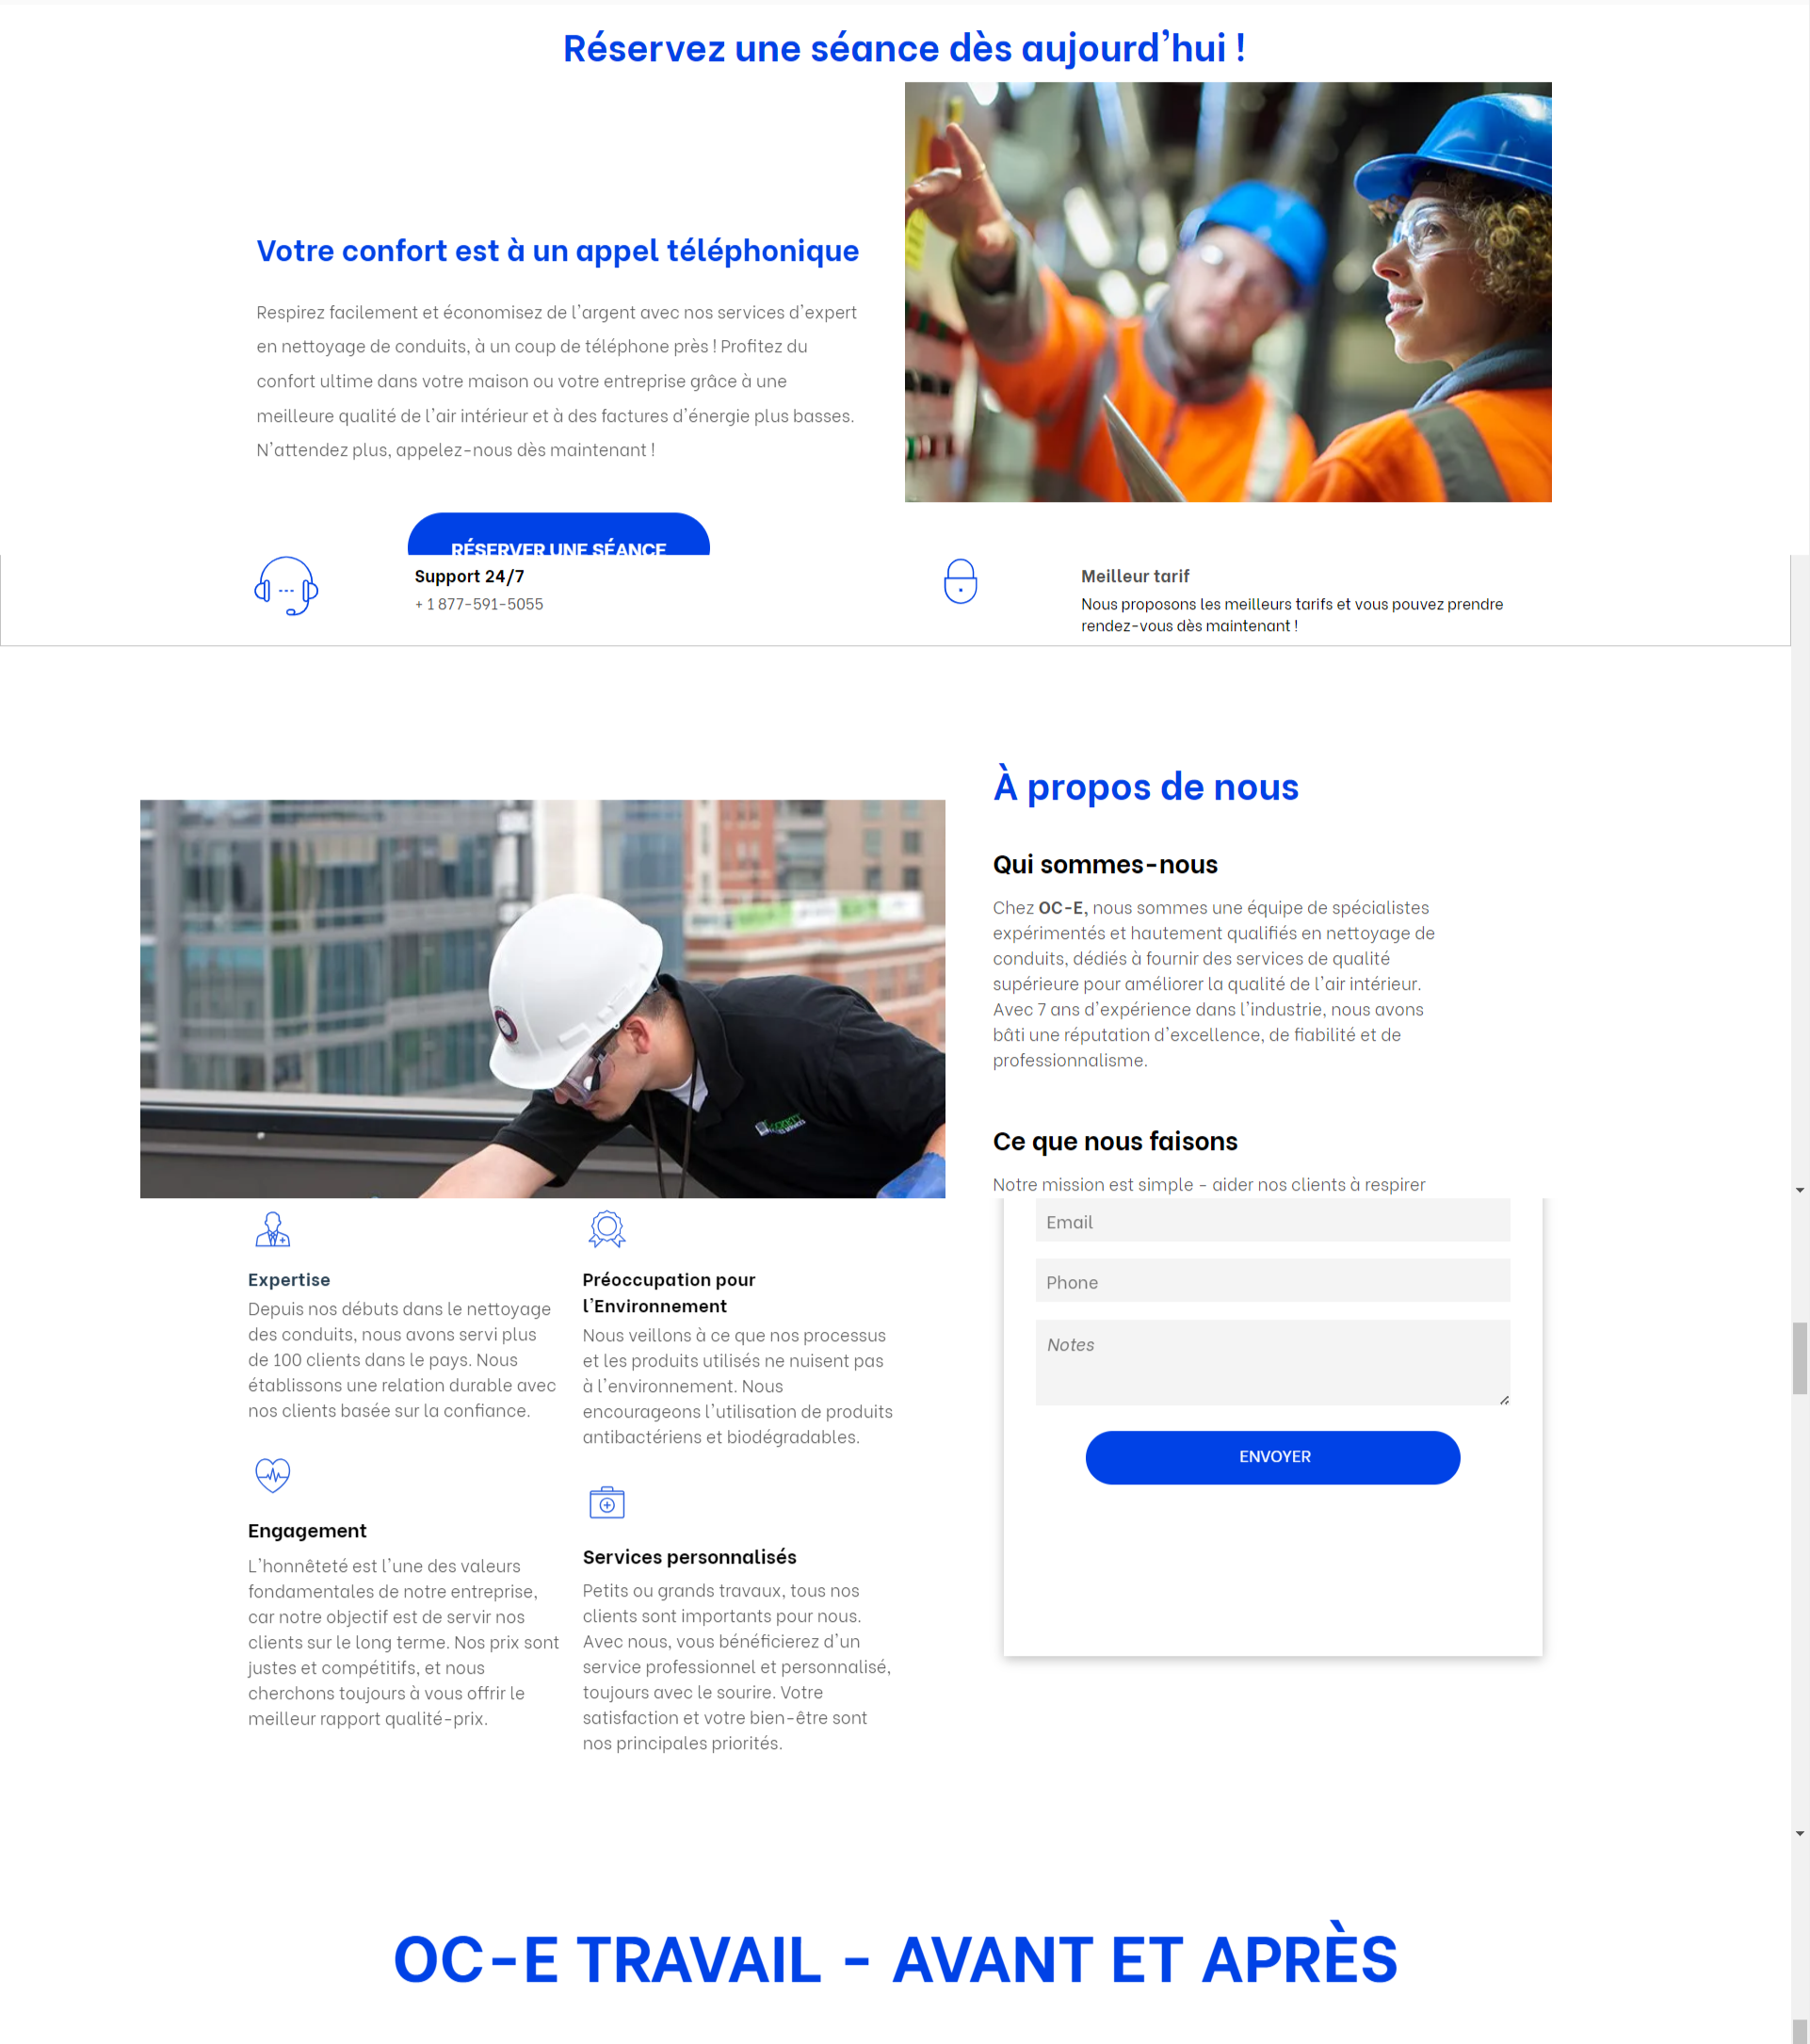 Réservez une séance dès aujourd'hui !
Votre confort est à un appel téléphonique
Respirez facilement et économisez de l'argent avec nos services d'expert
en nettoyage de conduits, à un coup de téléphone près ! Profitez du
confort ultime dans votre maison ou votre entreprise grâce à une
meilleure qualité de l'air intérieur et à des factures d'énergie plus basses.
N'attendez plus, appelez-nous dès maintenant !
RÉSERVER UNE SÉANCE
Support 24/7
+ 1 877-591-5055
Meilleur tarif
Nous proposons les meilleurs tarifs et vous pouvez prendre
rendez-vous dès maintenant !
À propos de nous
Qui sommes-nous
Chez OC-E, nous sommes une équipe de spécialistes
expérimentés et hautement qualifiés en nettoyage de
conduits, dédiés à fournir des services de qualité
supérieure pour améliorer la qualité de l'air intérieur.
Avec 7 ans d'expérience dans l'industrie, nous avons
bâti une réputation d'excellence, de fiabilité et de
professionnalisme.
Ce que nous faisons
Notre mission est simple - aider nos clients à respirer
Expertise
Depuis nos débuts dans le nettoyage
des conduits, nous avons servi plus
de 100 clients dans le pays. Nous
établissons une relation durable avec
nos clients basée sur la confiance.
Préoccupation pour
l'Environnement
Nous veillons à ce que nos processus
et les produits utilisés ne nuisent pas
à l'environnement. Nous
encourageons l'utilisation de produits
antibactériens et biodégradables.
Engagement
L'honnêteté est l'une des valeurs
fondamentales de notre entreprise,
car notre objectif est de servir nos
clients sur le long terme. Nos prix sont
justes et compétitifs, et nous
cherchons toujours à vous offrir le
meilleur rapport qualité-prix.
Services personnalisés
Petits ou grands travaux, tous nos
clients sont importants pour nous.
Avec nous, vous bénéficierez d'un
service professionnel et personnalisé,
toujours avec le sourire. Votre
satisfaction et votre bien-être sont
nos principales priorités.
Email
Phone
Notes
ENVOYER
OC-E TRAVAIL - AVANT ET APRÈS